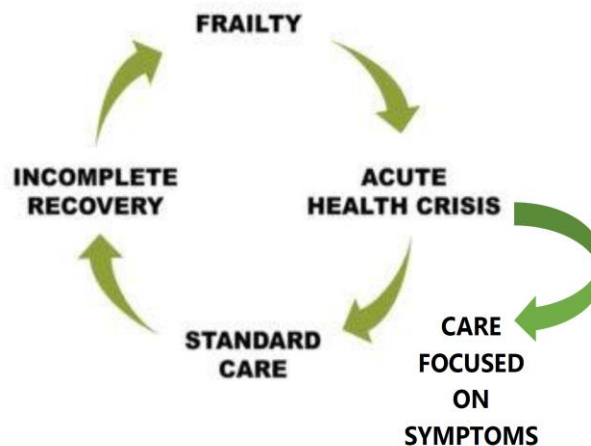 FRAILTY
ACUTE
HEALTH CRISIS
INCOMPLETE
RECOVERY
STANDARD
CARE
CARE
FOCUSED
ON
SYMPTOMS